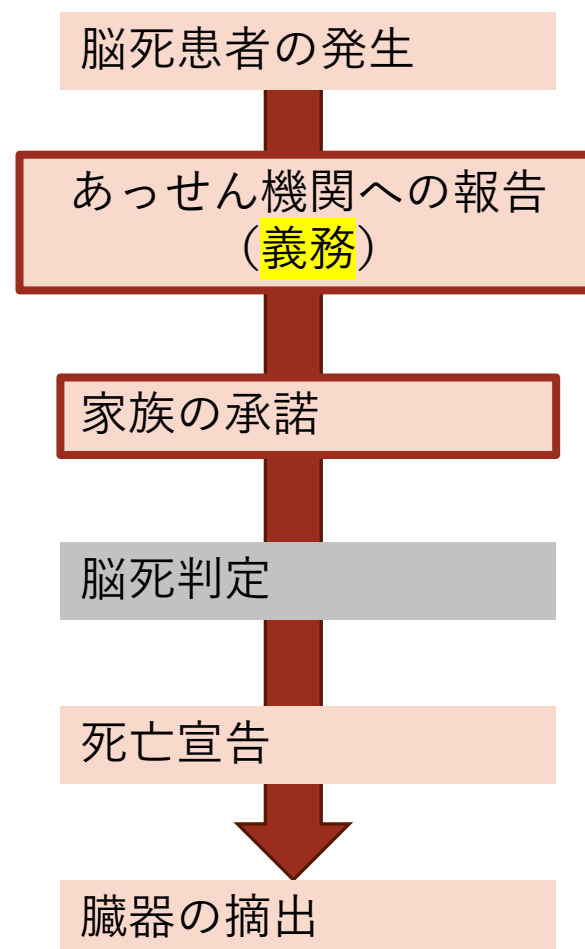 脳死患者の発生
あっせん機関への報告
（義務）
家族の承諾
脳死判定
死亡宣告
臓器の摘出